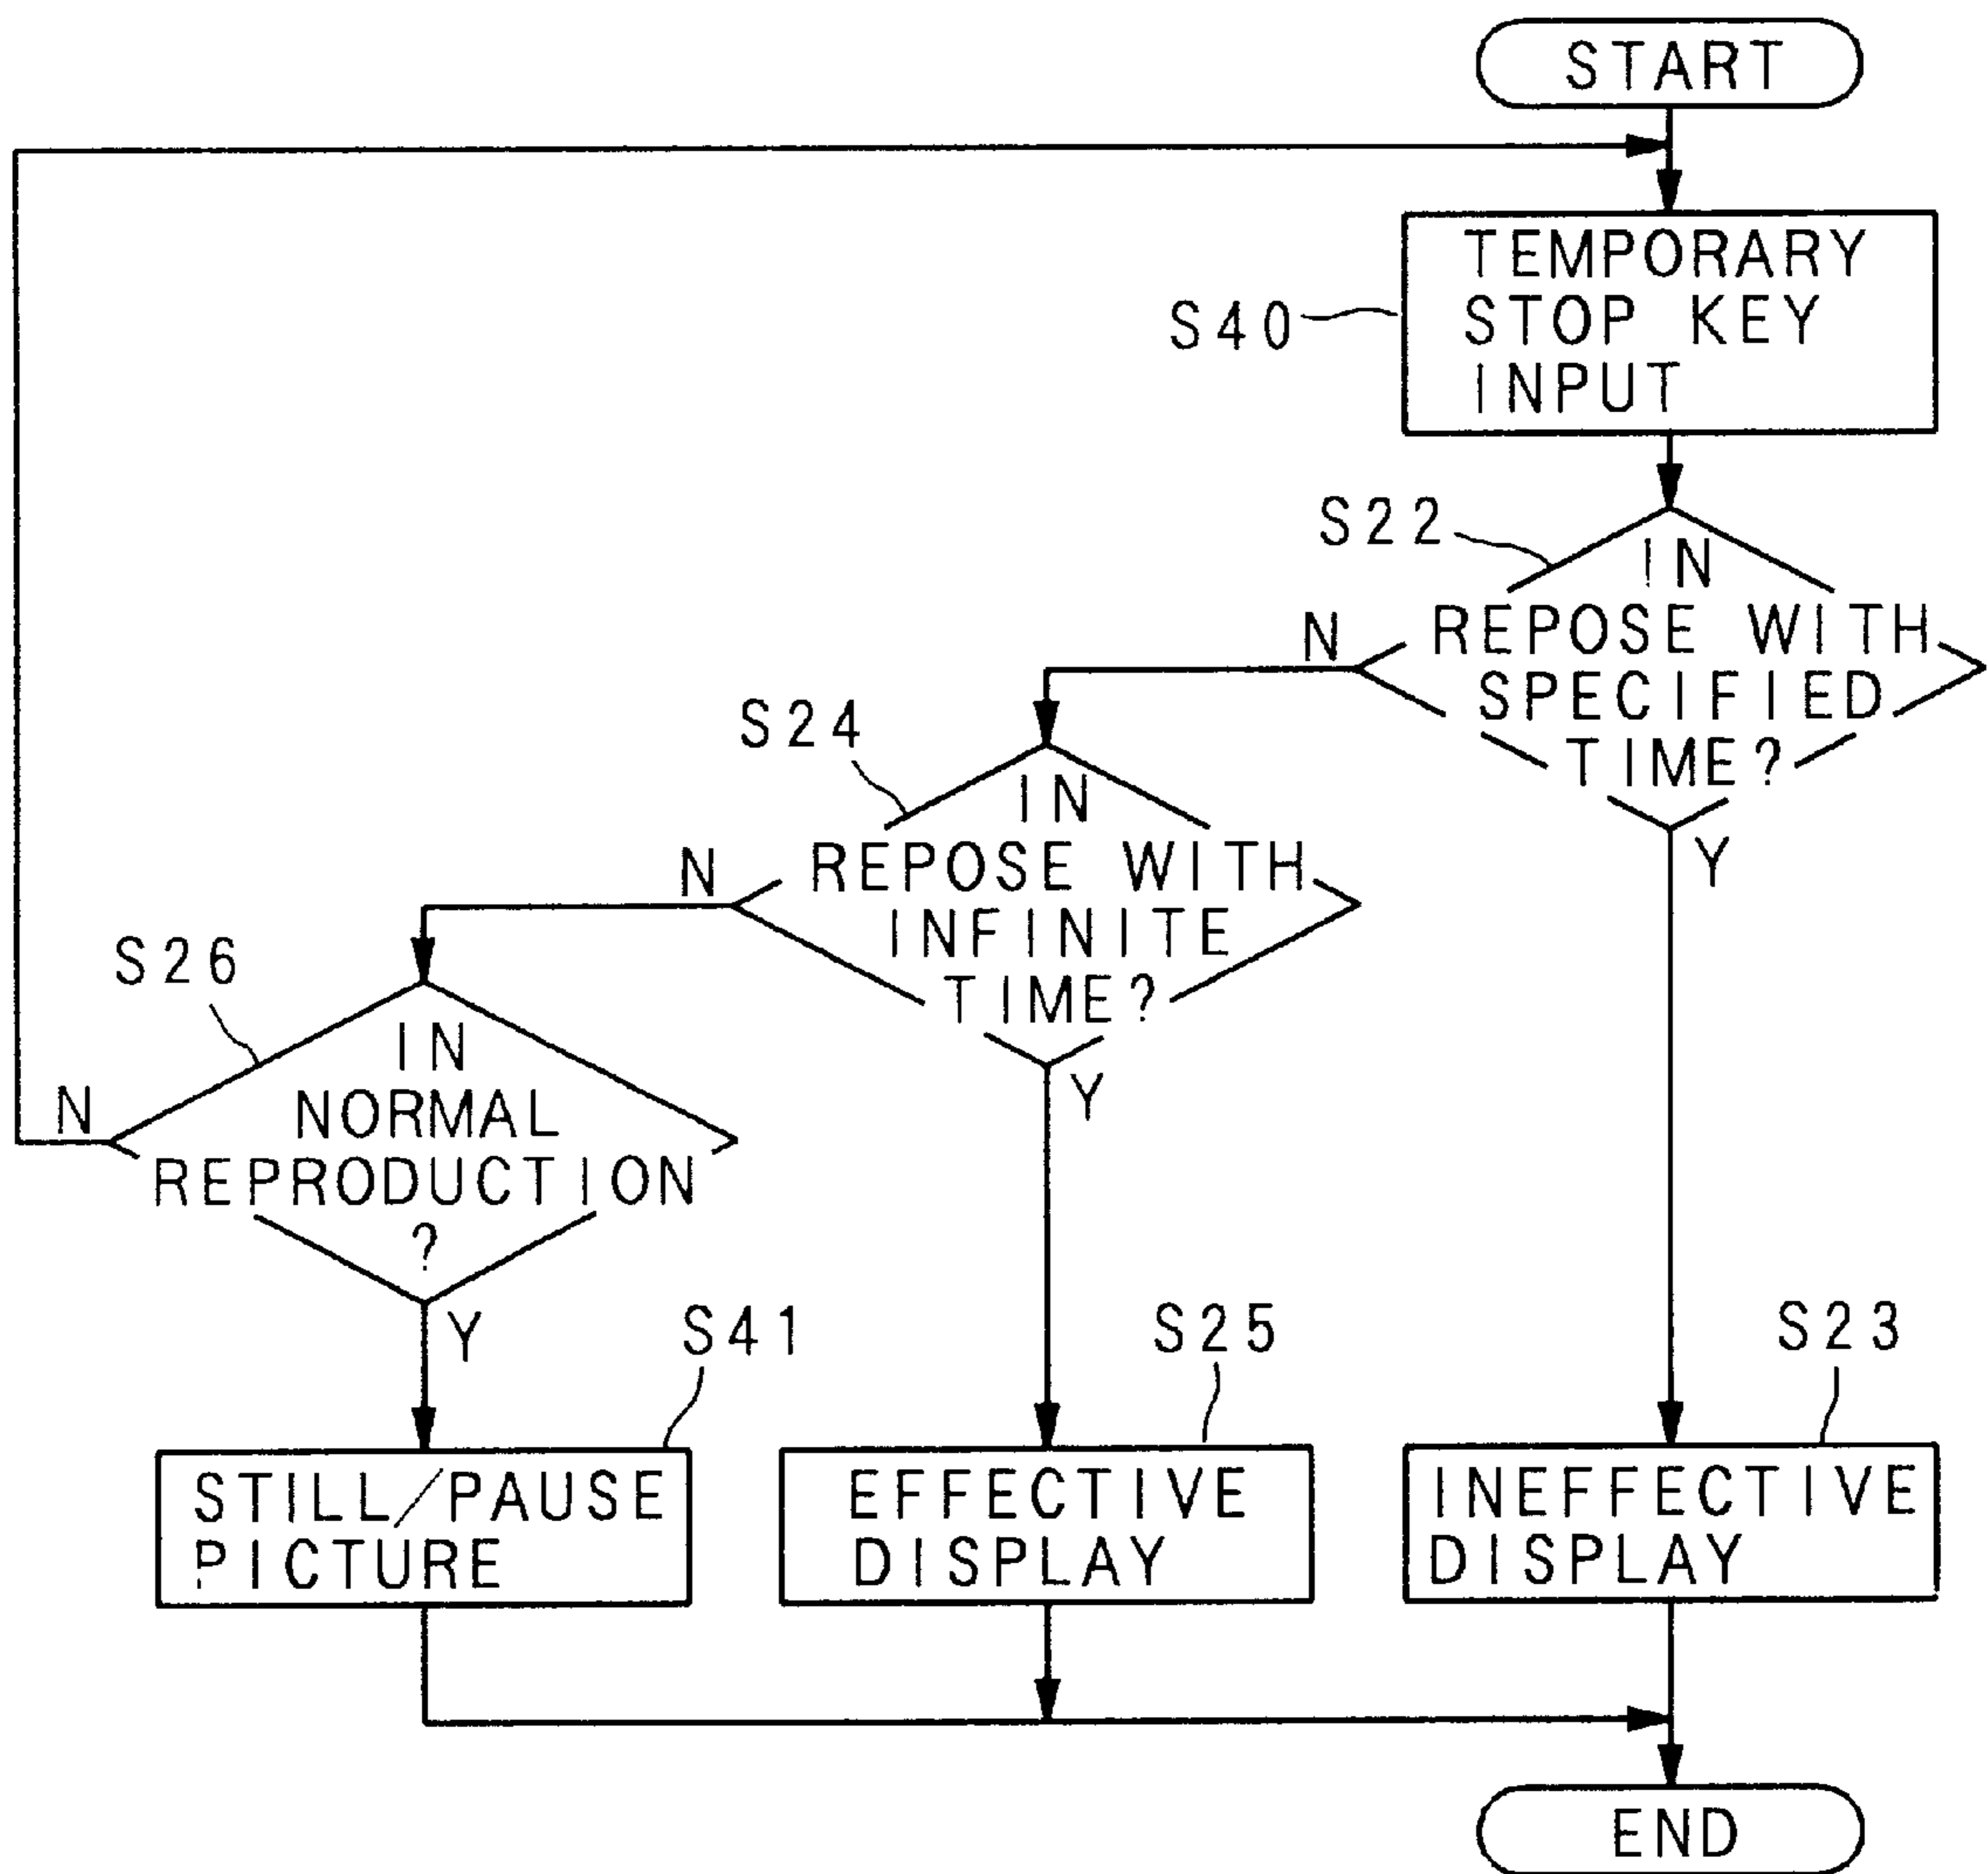 START
TEMPORARY
STOP KEY
INPUT
S40
S22
IN
REPOSE WITH
SPECIFIED
TIME?
N
Y
S24
IN
REPOSE WITH
INFINITE
TIME?
N
Y
S26
IN
NORMAL
REPRODUCTION
?
N
Y
S41
STILL/PAUSE
PICTURE
S25
EFFECTIVE
DISPLAY
S23
INEFFECTIVE
DISPLAY
END